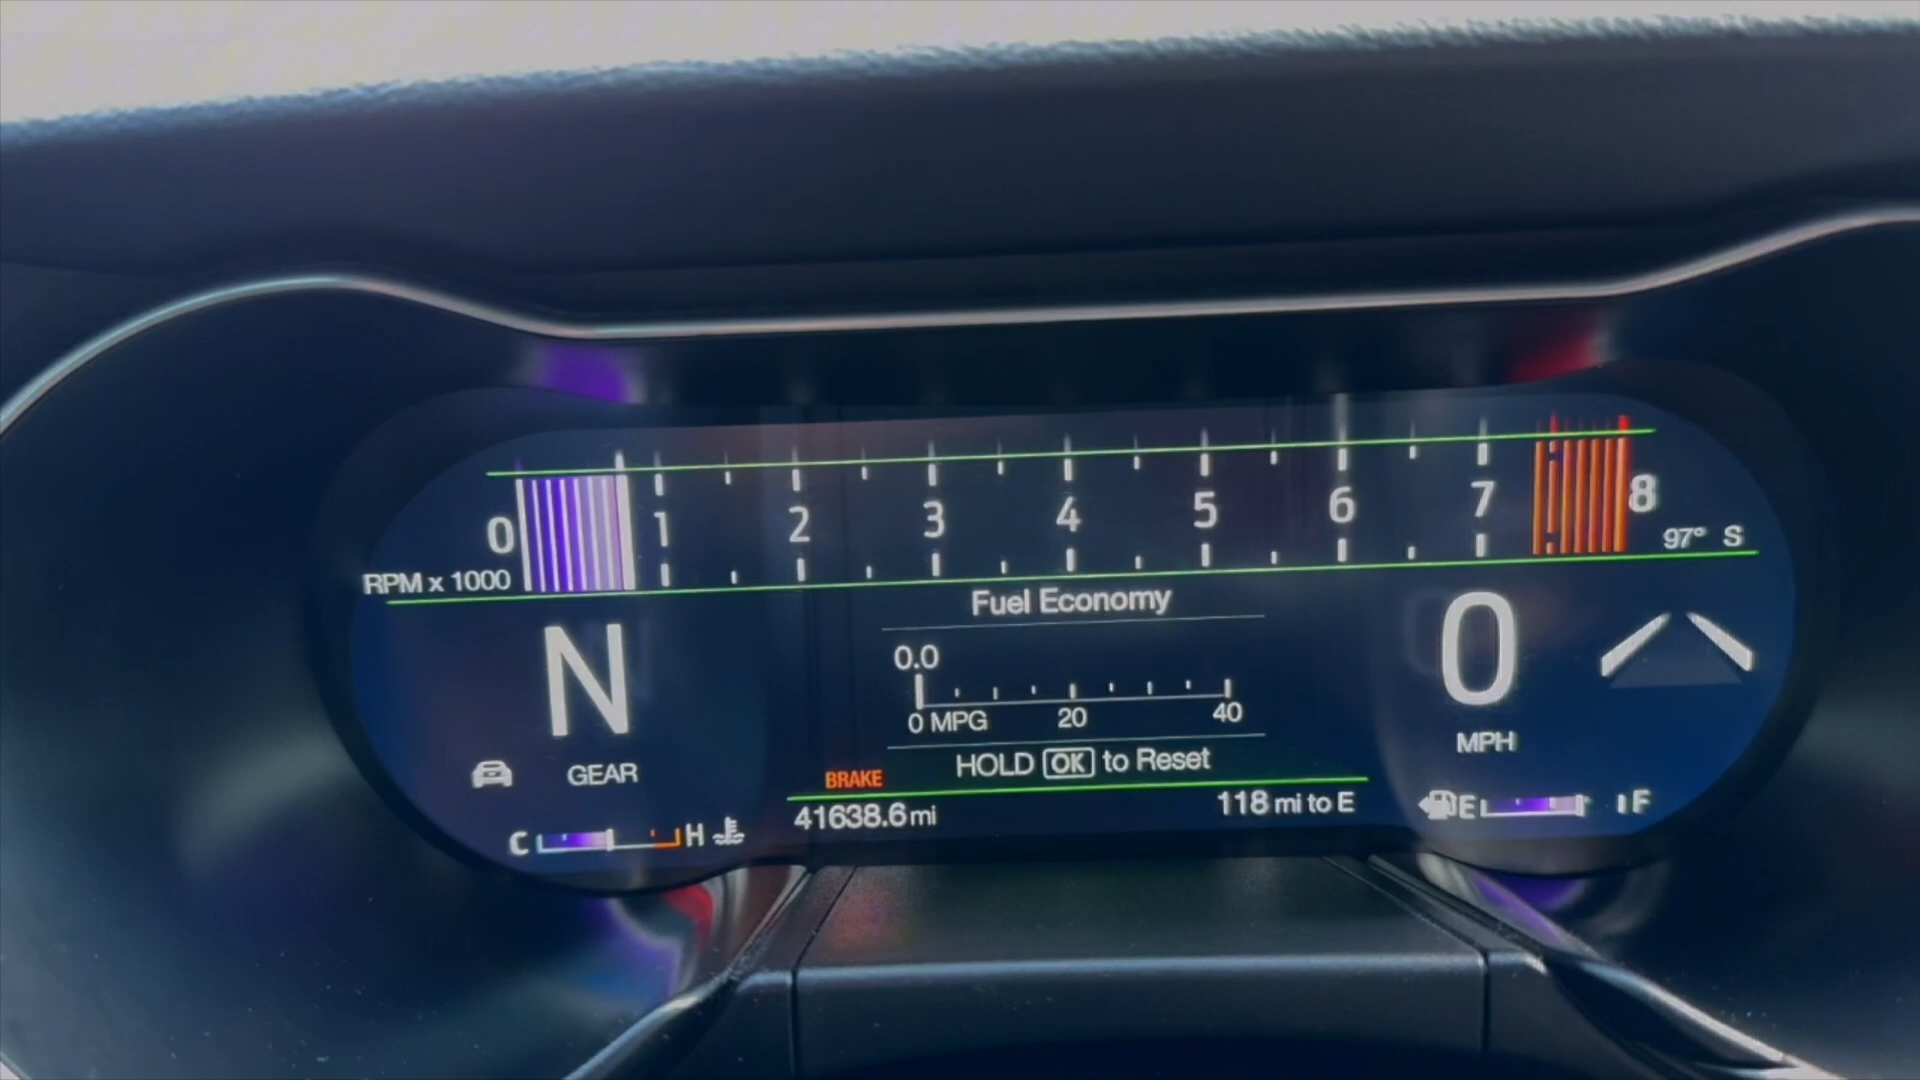 0 1 2 3 4 5 6 7 8
RPM x 1000
97° S
Fuel Economy
0.0
0 MPG 20 40
HOLD OK to Reset
N
GEAR
0
MPH
BRAKE
41638.6 mi
118 mi to E
C H
E F